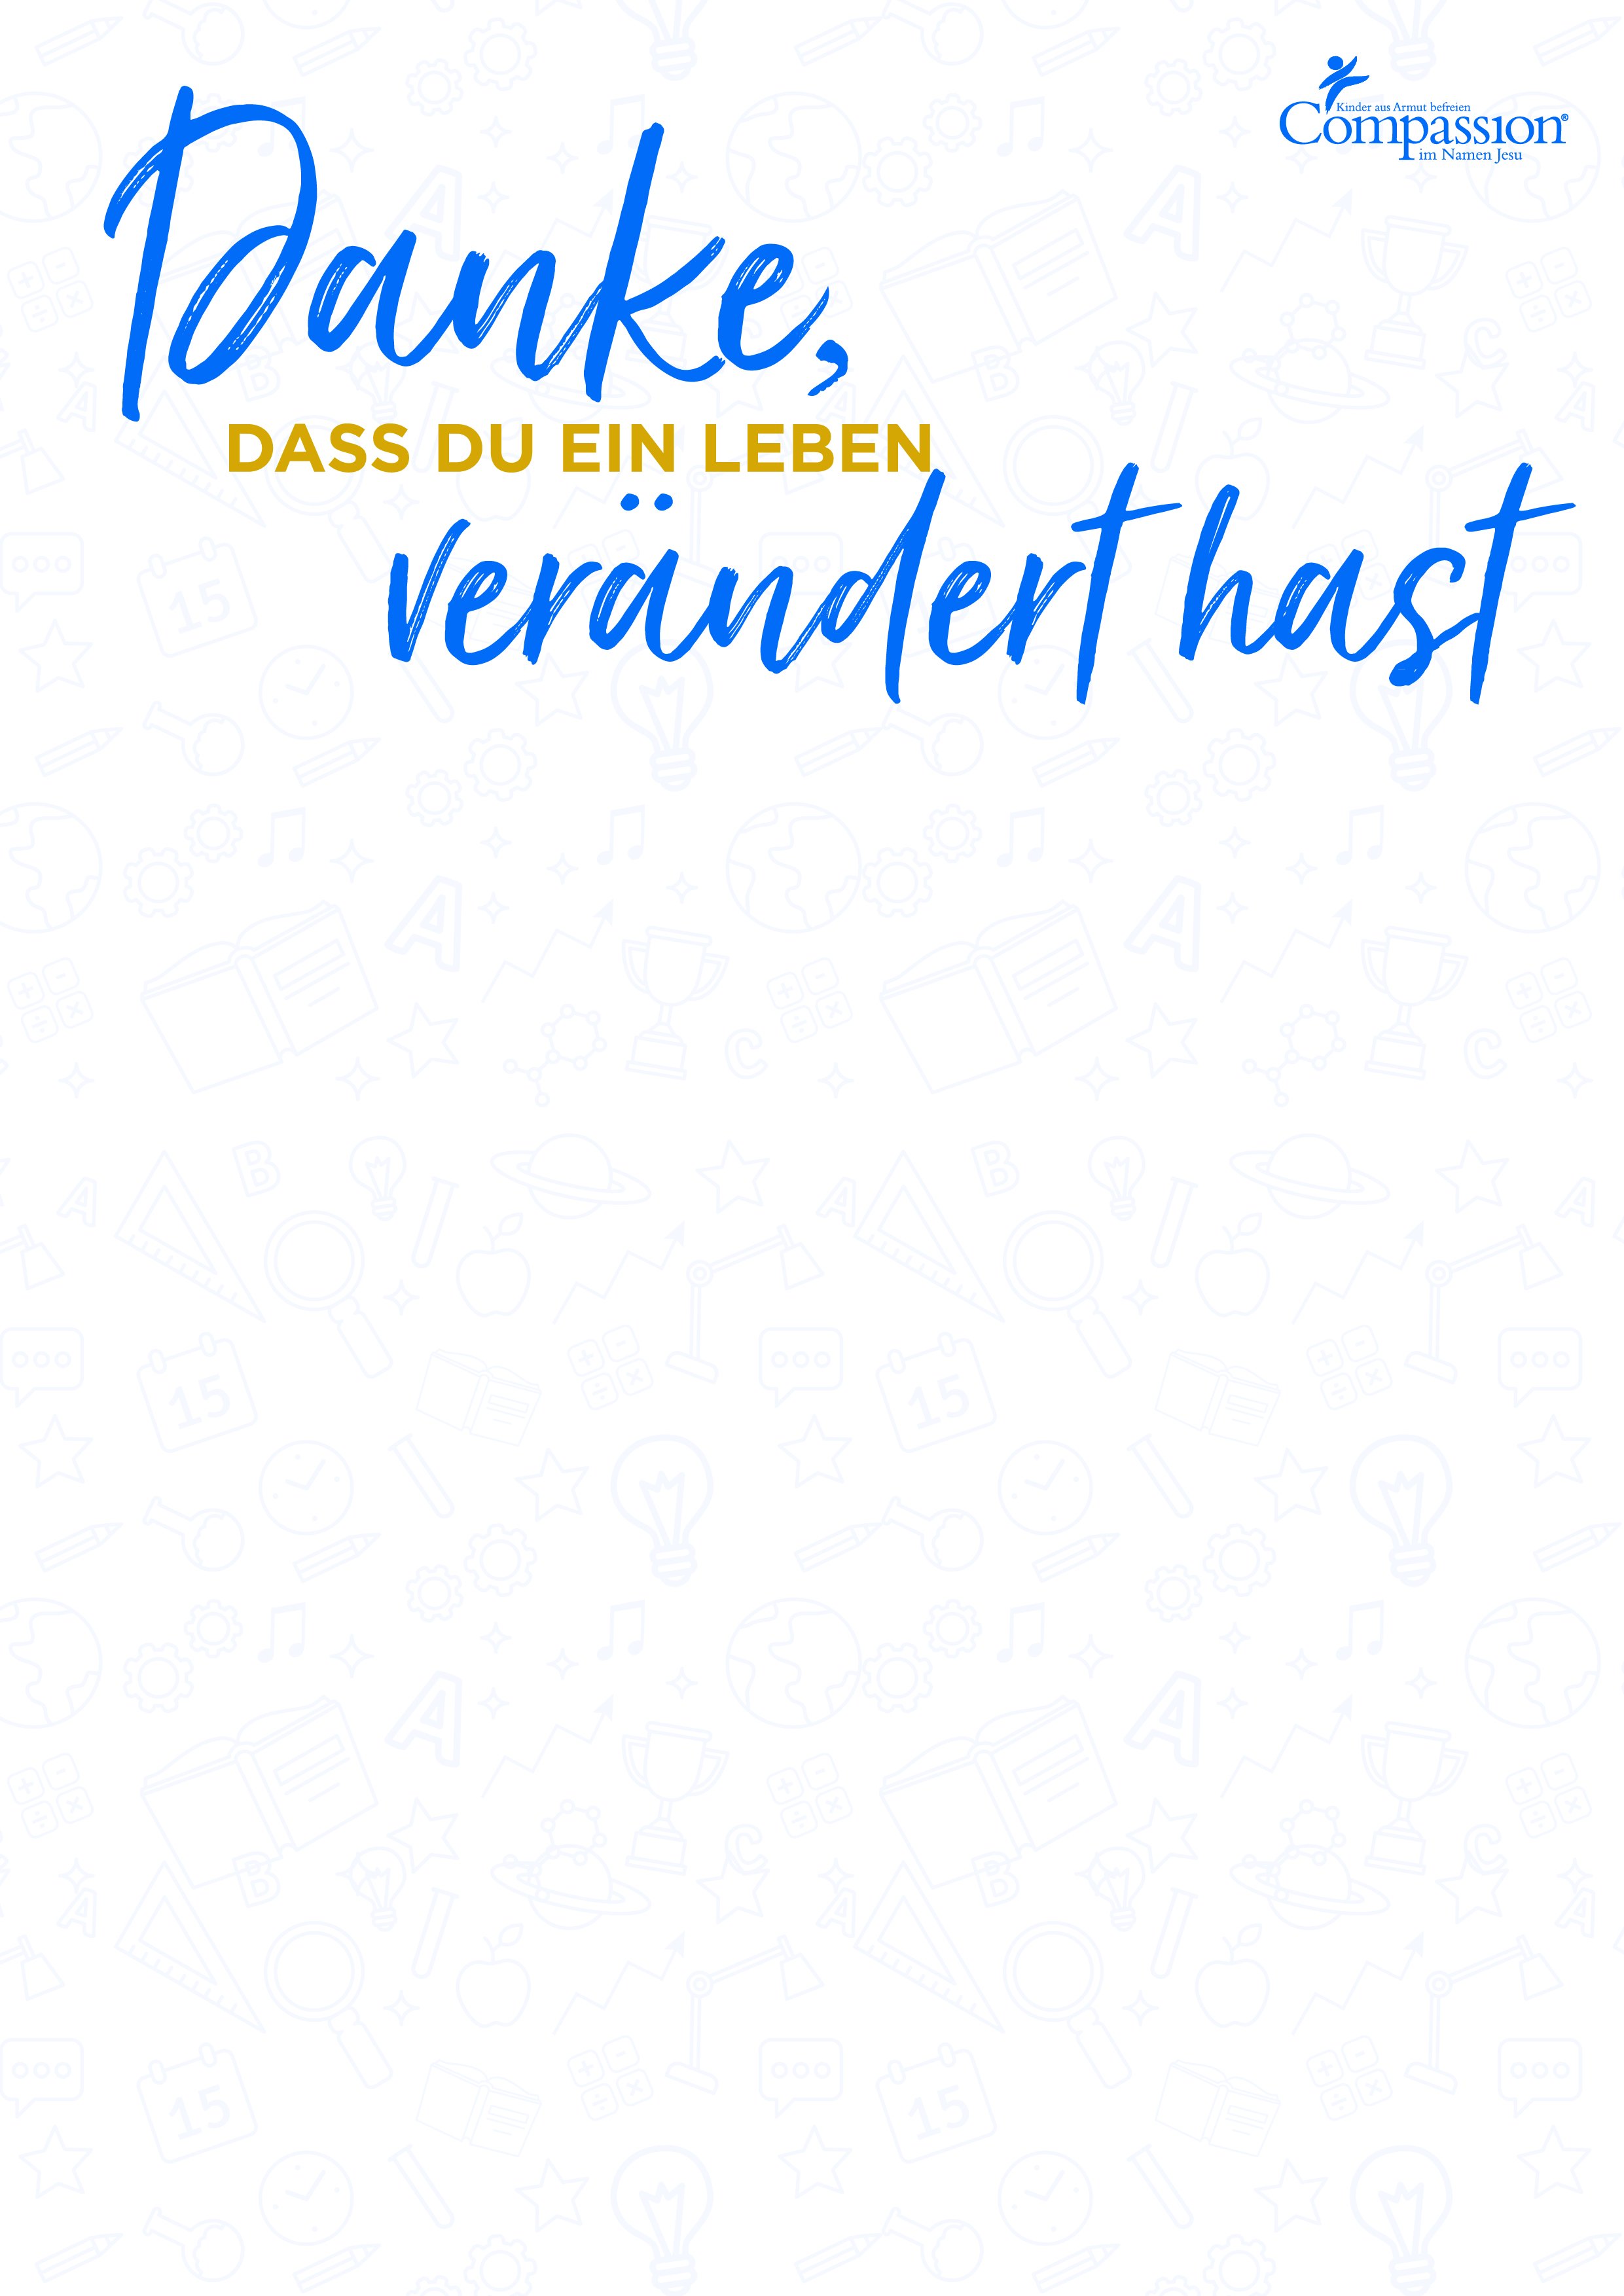 Kinder aus Armut befreien
Compassion®
im Namen Jesu
Danke,
DASS DU EIN LEBEN
verändert hast